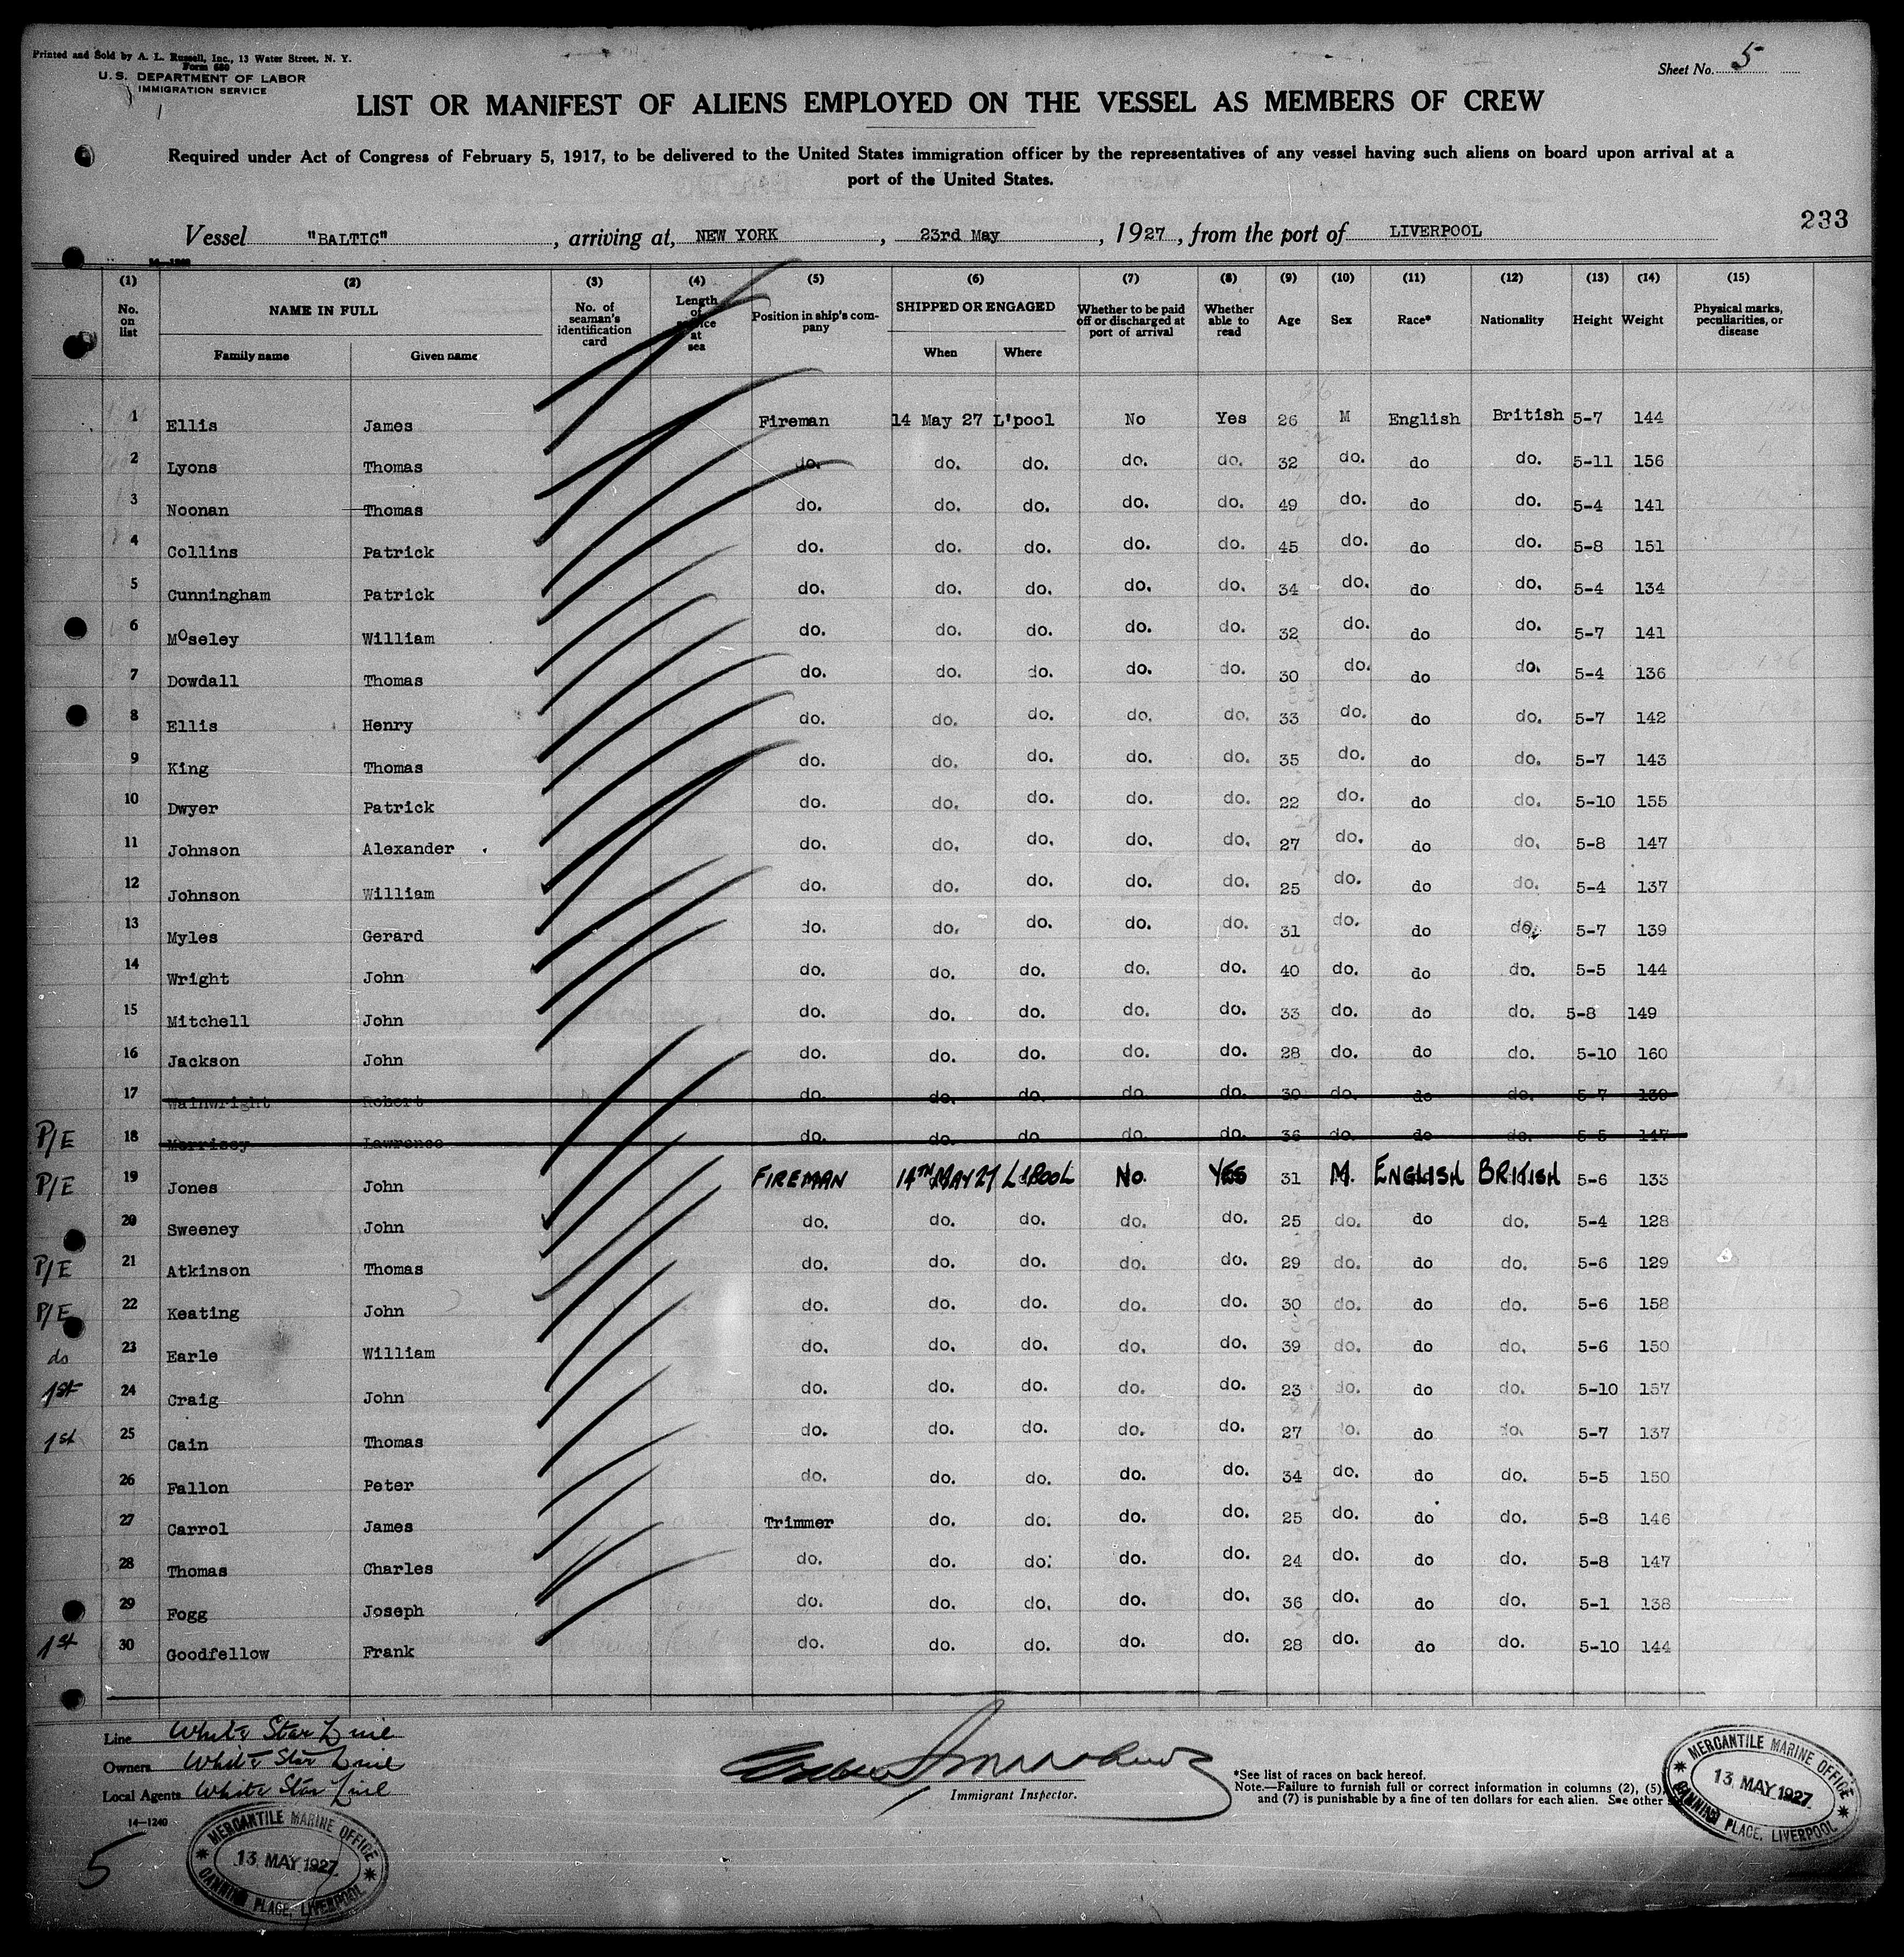 Printed and Sold by A. L. Russell, Inc., 13 Water Street, N. Y.
Form 680
U. S. DEPARTMENT OF LABOR
IMMIGRATION SERVICE
Sheet No. 5
LIST OR MANIFEST OF ALIENS EMPLOYED ON THE VESSEL AS MEMBERS OF CREW
Required under Act of Congress of February 5, 1917, to be delivered to the United States immigration officer by the representatives of any vessel having such aliens on board upon arrival at a
port of the United States.
233
Vessel "BALTIC", arriving at, NEW YORK, 23rd May, 1927, from the port of LIVERPOOL
(1) (2) (3) (4) (5) (6) (7) (8) (9) (10) (11) (12) (13) (14) (15)
No. on list NAME IN FULL No. of seaman's identification card Length of at sea Position in ship's company SHIPPED OR ENGAGED Whether to be paid off or discharged at port of arrival Whether able to read Age Sex Race* Nationality Height Weight Physical marks, peculiarities, or disease
Family name Given name When Where
1 Ellis James Fireman 14 May 27 L'pool No Yes 26 M English British 5-7 144
2 Lyons Thomas do. do. do. do. do. 32 do. do do. 5-11 156
3 Noonan Thomas do. do. do. do. do. 49 do. do do. 5-4 141
4 Collins Patrick do. do. do. do. do. 45 do. do do. 5-8 151
5 Cunningham Patrick do. do. do. do. do. 34 do. do do. 5-4 134
6 Moseley William do. do. do. do. do. 32 do. do do. 5-7 141
7 Dowdall Thomas do. do. do. do. do. 30 do. do do. 5-4 136
8 Ellis Henry do. do. do. do. do. 33 do. do do. 5-7 142
9 King Thomas do. do. do. do. do. 35 do. do do. 5-7 143
10 Dwyer Patrick do. do. do. do. do. 22 do. do do. 5-10 155
11 Johnson Alexander do. do. do. do. do. 27 do. do do. 5-8 147
12 Johnson William do. do. do. do. do. 25 do. do do. 5-4 137
13 Myles Gerard do. do. do. do. do. 31 do. do do. 5-7 139
14 Wright John do. do. do. do. do. 40 do. do do. 5-5 144
15 Mitchell John do. do. do. do. do. 33 do. do do. 5-8 149
16 Jackson John do. do. do. do. do. 28 do. do do. 5-10 160
17 Wainwright Robert do. do. do. do. do. 30 do. do do. 5-7 130
P/E 18 Morrisey Lawrence do. do. do do. do. 36 do. do do. 5-5 147
P/E 19 Jones John FIREMAN 14TH MAY 27 L'POOL No. YES 31 M. ENGLISH BRITISH 5-6 133
20 Sweeney John do. do. do. do. do. 25 do. do do. 5-4 128
P/E 21 Atkinson Thomas do. do. do. do. do. 29 do. do do. 5-6 129
P/E 22 Keating John do. do. do. do. do. 30 do. do do. 5-6 158
do 23 Earle William do. do. do. do. do. 39 do. do do. 5-6 150
1st 24 Craig John do. do. do. do. do. 23 do. do do. 5-10 157
1st 25 Cain Thomas do. do. do. do. do. 27 do. do do. 5-7 137
26 Fallon Peter do. do. do. do. do. 34 do. do do. 5-5 150
27 Carrol James Trimmer do. do. do. do. 25 do. do do. 5-8 146
28 Thomas Charles do. do. do. do. do. 24 do. do do. 5-8 147
29 Fogg Joseph do. do. do. do. do. 36 do. do do. 5-1 138
1st 30 Goodfellow Frank do. do. do. do. do. 28 do. do do. 5-10 144
Line White Star Line
Owners White Star Line
Local Agents White Star Line
Immigrant Inspector.
*See list of races on back hereof.
Note.—Failure to furnish full or correct information in columns (2), (5),
and (7) is punishable by a fine of ten dollars for each alien. See other
14—1240
5
MERCANTILE MARINE OFFICE
13 MAY 1927
CANNING PLACE, LIVERPOOL
MERCANTILE MARINE OFFICE
13 MAY 1927
CANNING PLACE, LIVERPOOL